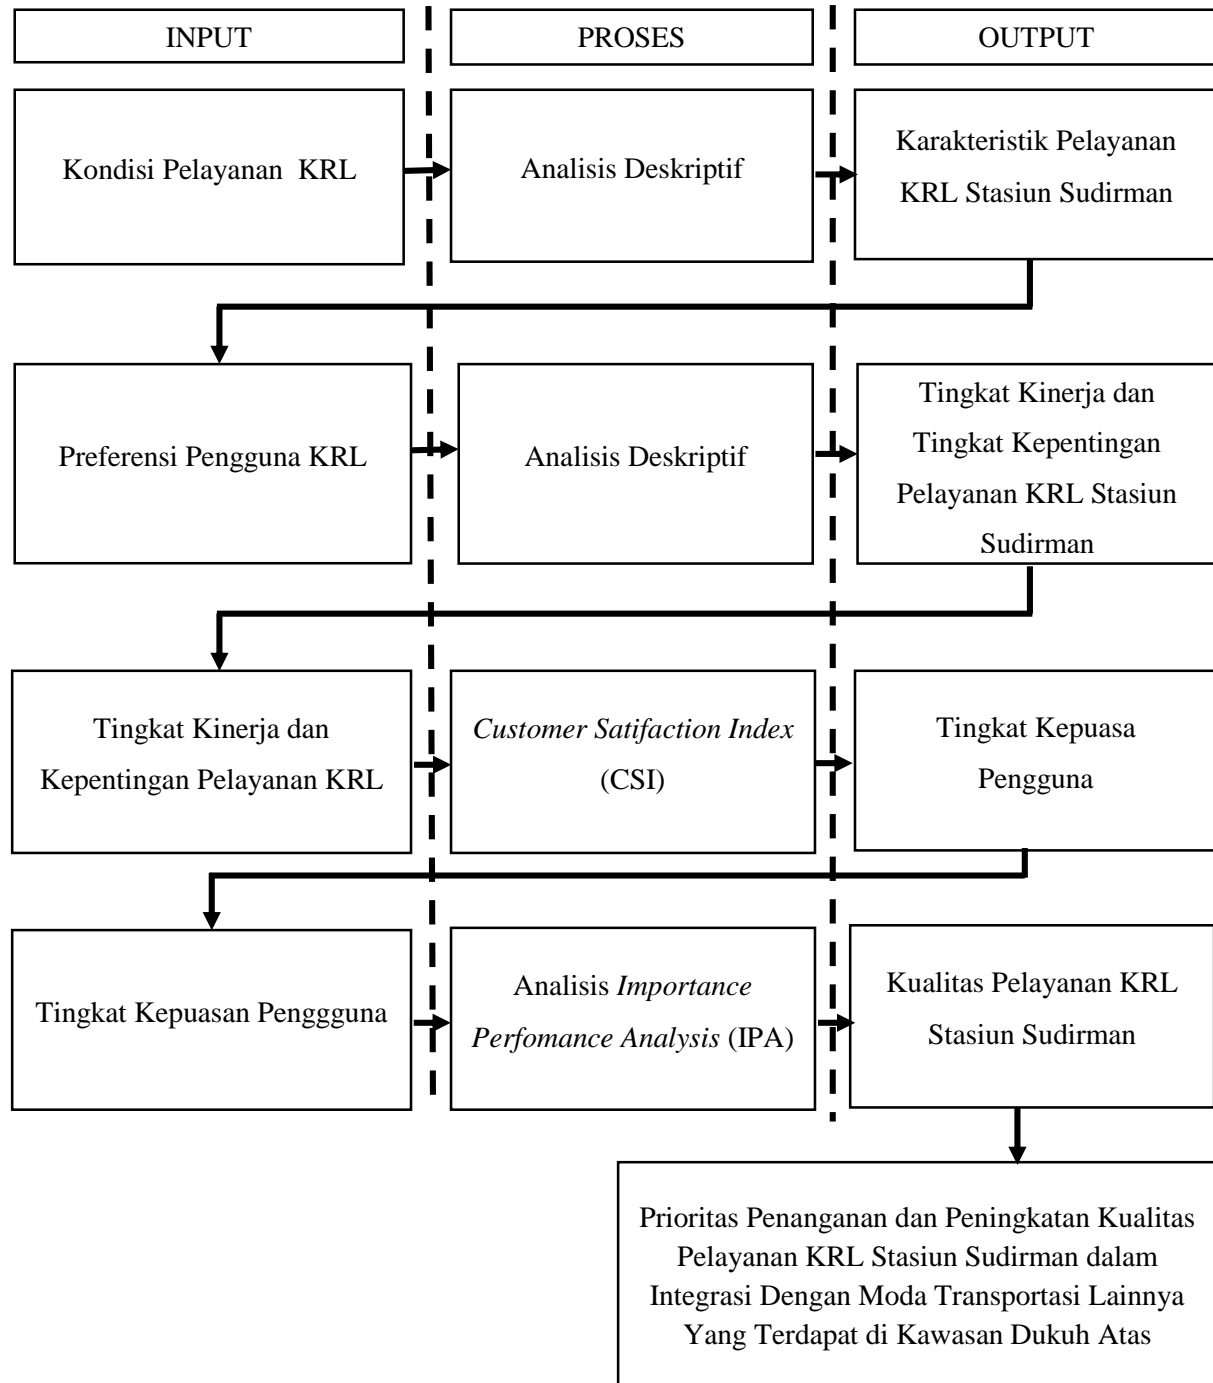 INPUT
PROSES
OUTPUT
Kondisi Pelayanan KRL
Analisis Deskriptif
Karakteristik Pelayanan
KRL Stasiun Sudirman
Preferensi Pengguna KRL
Analisis Deskriptif
Tingkat Kinerja dan
Tingkat Kepentingan
Pelayanan KRL Stasiun
Sudirman
Tingkat Kinerja dan
Kepentingan Pelayanan KRL
Customer Satifaction Index
(CSI)
Tingkat Kepuasa
Pengguna
Tingkat Kepuasan Penggguna
Analisis Importance
Perfomance Analysis (IPA)
Kualitas Pelayanan KRL
Stasiun Sudirman
Prioritas Penanganan dan Peningkatan Kualitas
Pelayanan KRL Stasiun Sudirman dalam
Integrasi Dengan Moda Transportasi Lainnya
Yang Terdapat di Kawasan Dukuh Atas